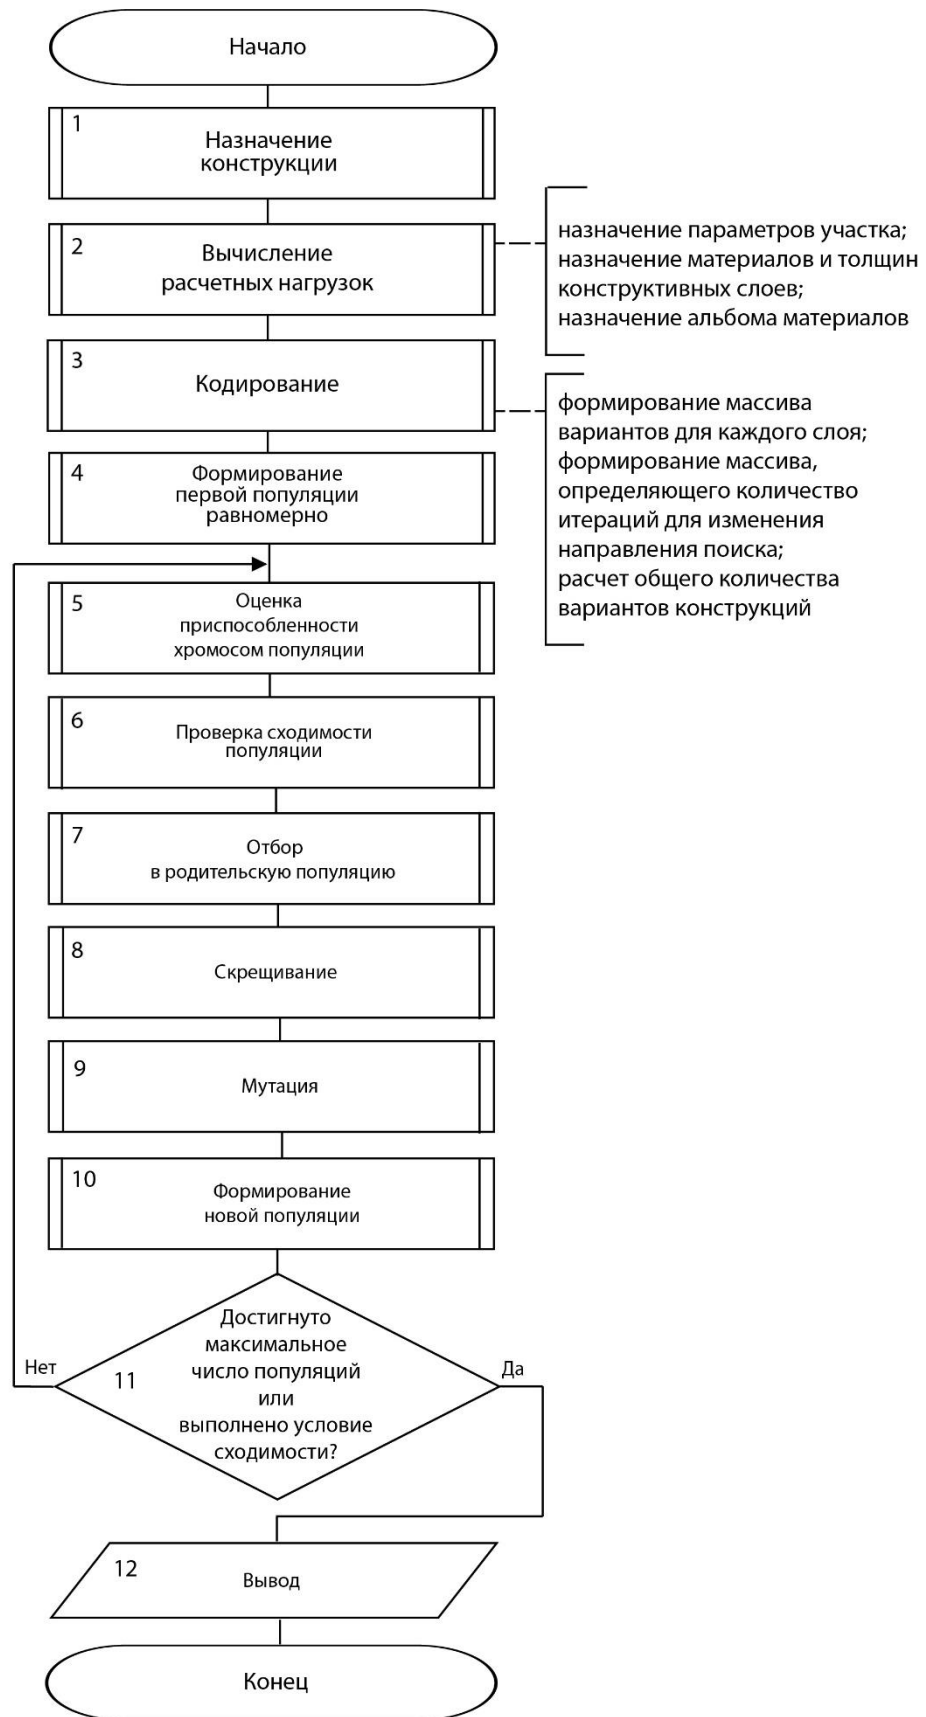 Начало
1
Назначение
конструкции
2
Вычисление
расчетных нагрузок
назначение параметров участка;
назначение материалов и толщин
конструктивных слоев;
назначение альбома материалов
3
Кодирование
формирование массива
вариантов для каждого слоя;
формирование массива,
определяющего количество
итераций для изменения
направления поиска;
расчет общего количества
вариантов конструкций
4
Формирование
первой популяции
равномерно
5
Оценка
приспособленности
хромосом популяции
6
Проверка сходимости
популяции
7
Отбор
в родительскую популяцию
8
Скрещивание
9
Мутация
10
Формирование
новой популяции
11
Достигнуто
максимальное
число популяций
или
выполнено условие
сходимости?
Нет
Да
12
Вывод
Конец